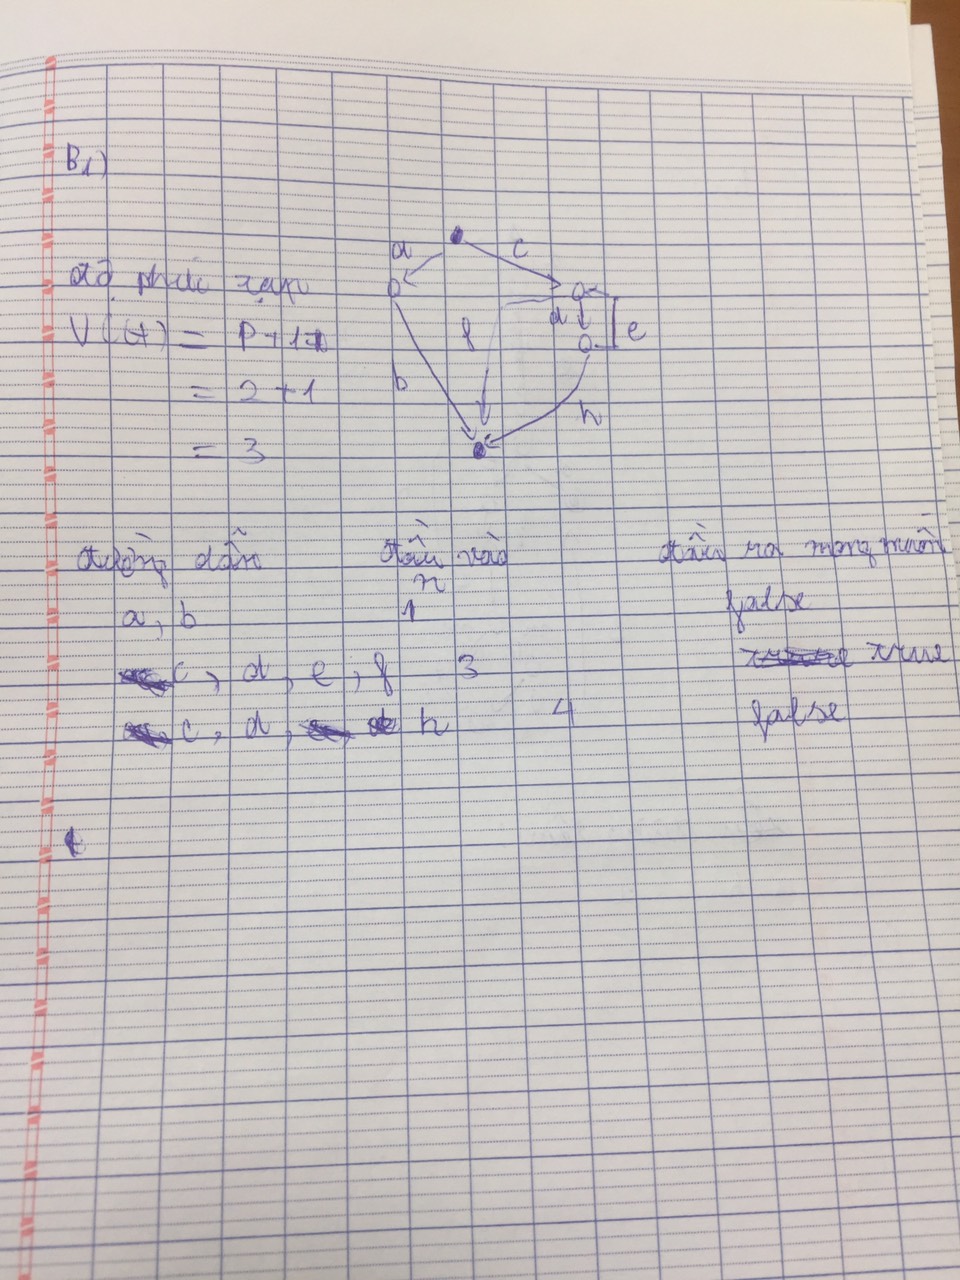 B1)
a
c
Độ phức tạp
V(G) = P + 1
d
e
f
= 2 + 1
b
h
= 3
đường dẫn đầu vào đầu ra mong muốn
n
a, b 1 false
c, d, e, f 3 true
c, d, h 4 false